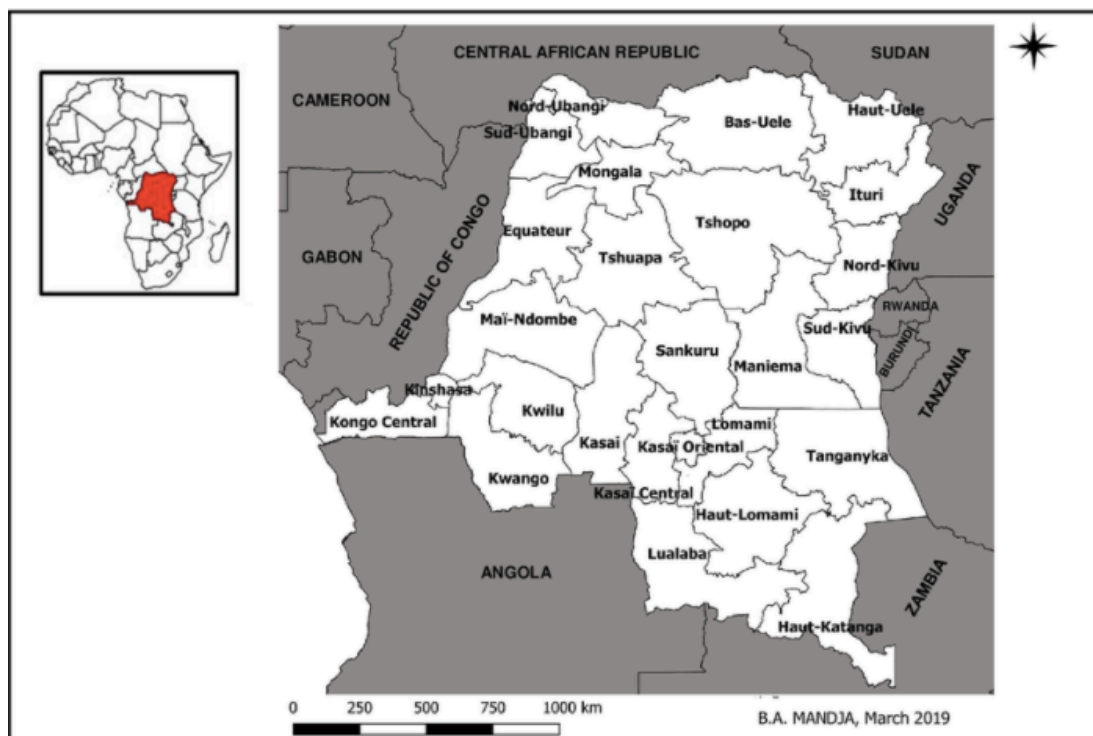 CENTRAL AFRICAN REPUBLIC
SUDAN
CAMEROON
Nord-Ubangi
Haut-Uele
Bas-Uele
Sud-Ubangi
Mongala
UGANDA
Ituri
Tshopo
Equateur
GABON
REPUBLIC OF CONGO
Tshuapa
Nord-Kivu
RWANDA
Maï-Ndombe
Sud-Kivu
Sankuru
BURUNDI
Maniema
TANZANIA
Kinshasa
Kwilu
Kongo Central
Lomami
Kasai
Kasaï Oriental
Tanganyka
Kwango
Kasaï Central
Haut-Lomami
Lualaba
ANGOLA
ZAMBIA
Haut-Katanga
0 250 500 750 1000 km
B.A. MANDJA, March 2019